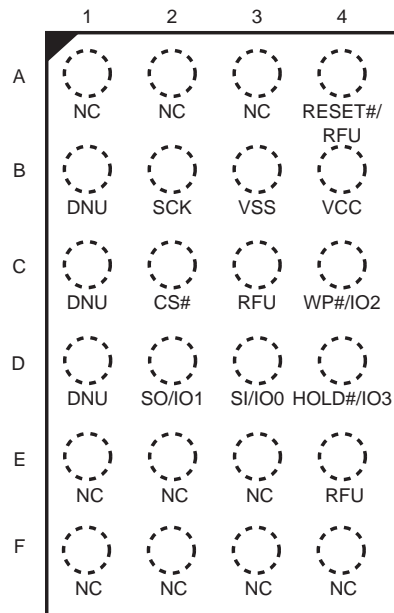 1 2 3 4
A
NC NC NC RESET#/
RFU
B
DNU SCK VSS VCC
C
DNU CS# RFU WP#/IO2
D
DNU SO/IO1 SI/IO0 HOLD#/IO3
E
NC NC NC RFU
F
NC NC NC NC